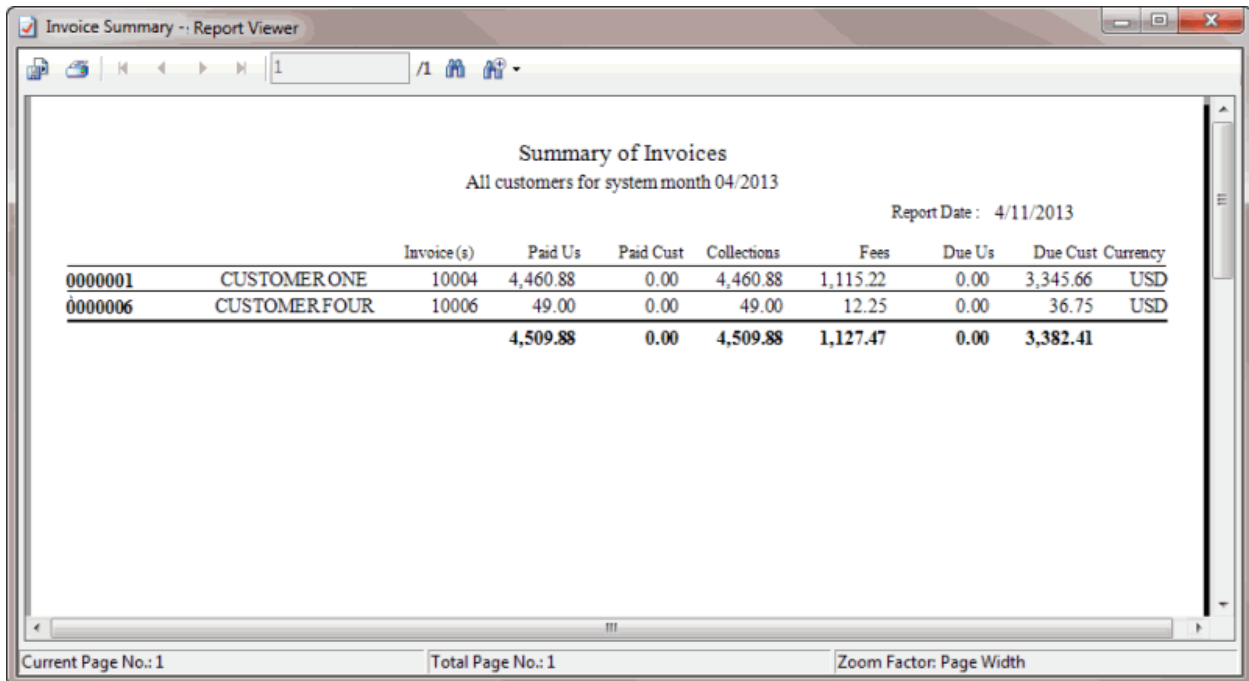 Invoice Summary -: Report Viewer
1 /1
Summary of Invoices
All customers for system month 04/2013
Report Date : 4/11/2013
Invoice(s) Paid Us Paid Cust Collections Fees Due Us Due Cust Currency
0000001 CUSTOMER ONE 10004 4,460.88 0.00 4,460.88 1,115.22 0.00 3,345.66 USD
0000006 CUSTOMER FOUR 10006 49.00 0.00 49.00 12.25 0.00 36.75 USD
4,509.88 0.00 4,509.88 1,127.47 0.00 3,382.41
Current Page No.: 1 Total Page No.: 1 Zoom Factor: Page Width